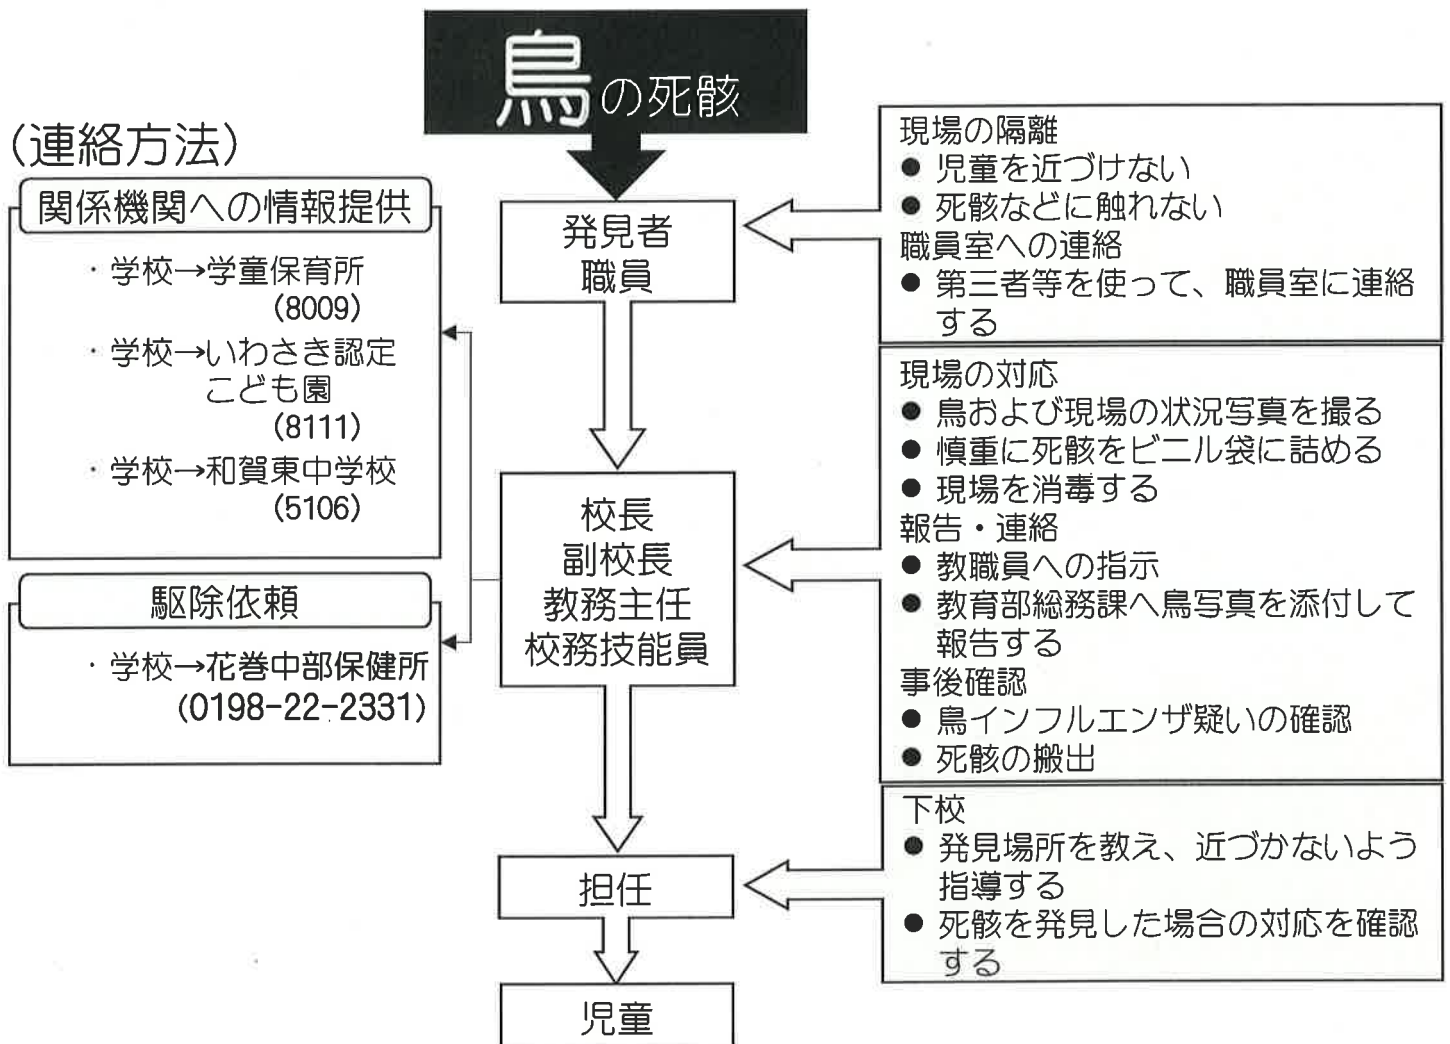 鳥の死骸
(連絡方法)
関係機関への情報提供
・学校→学童保育所
(8009)
・学校→いわさき認定
こども園
(8111)
・学校→和賀東中学校
(5106)
駆除依頼
・学校→花巻中部保健所
(0198-22-2331)
発見者
職員
校長
副校長
教務主任
校務技能員
担任
児童
現場の隔離
● 児童を近づけない
● 死骸などに触れない
職員室への連絡
● 第三者等を使って、職員室に連絡
する
現場の対応
● 鳥および現場の状況写真を撮る
● 慎重に死骸をビニル袋に詰める
● 現場を消毒する
報告・連絡
● 教職員への指示
● 教育部総務課へ鳥写真を添付して
報告する
事後確認
● 鳥インフルエンザ疑いの確認
● 死骸の搬出
下校
● 発見場所を教え、近づかないよう
指導する
● 死骸を発見した場合の対応を確認
する